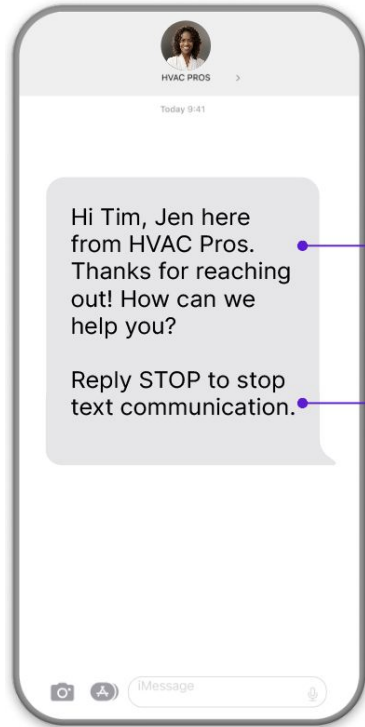 HVAC PROS >
Today 9:41
Hi Tim, Jen here
from HVAC Pros.
Thanks for reaching
out! How can we
help you?
Reply STOP to stop
text communication.
iMessage